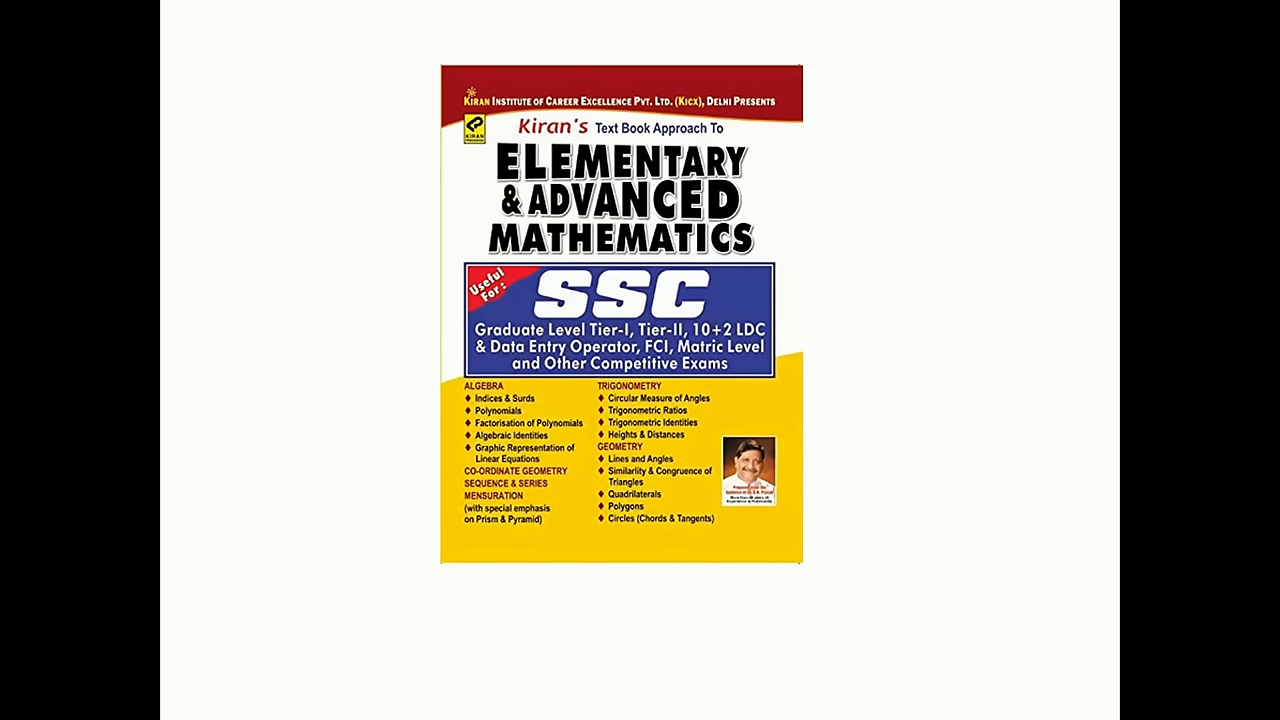 KIRAN INSTITUTE OF CAREER EXCELLENCE PVT. LTD. (KICX), DELHI PRESENTS
KIRAN
Kiran's Text Book Approach To
ELEMENTARY
& ADVANCED
MATHEMATICS
Useful
For :
SSC
Graduate Level Tier-I, Tier-II, 10+2 LDC
& Data Entry Operator, FCI, Matric Level
and Other Competitive Exams
ALGEBRA
♦ Indices & Surds
♦ Polynomials
♦ Factorisation of Polynomials
♦ Algebraic Identities
♦ Graphic Representation of
Linear Equations
CO-ORDINATE GEOMETRY
SEQUENCE & SERIES
MENSURATION
(with special emphasis
on Prism & Pyramid)
TRIGONOMETRY
♦ Circular Measure of Angles
♦ Trigonometric Ratios
♦ Trigonometric Identities
♦ Heights & Distances
GEOMETRY
♦ Lines and Angles
♦ Similarlity & Congruence of
Triangles
♦ Quadrilaterals
♦ Polygons
♦ Circles (Chords & Tangents)